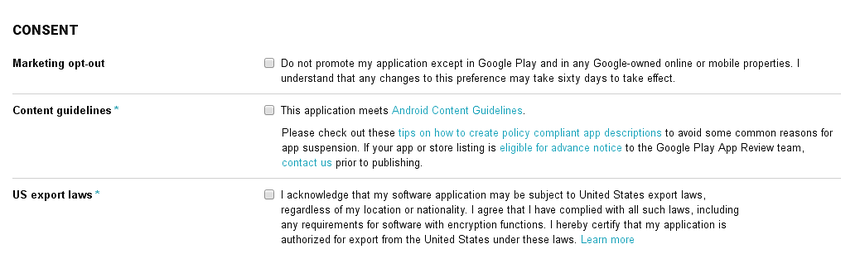 CONSENT
Marketing opt-out
Do not promote my application except in Google Play and in any Google-owned online or mobile properties. I
understand that any changes to this preference may take sixty days to take effect.
Content guidelines *
This application meets Android Content Guidelines.
Please check out these tips on how to create policy compliant app descriptions to avoid some common reasons for
app suspension. If your app or store listing is eligible for advance notice to the Google Play App Review team,
contact us prior to publishing.
US export laws *
I acknowledge that my software application may be subject to United States export laws,
regardless of my location or nationality. I agree that I have complied with all such laws, including
any requirements for software with encryption functions. I hereby certify that my application is
authorized for export from the United States under these laws. Learn more